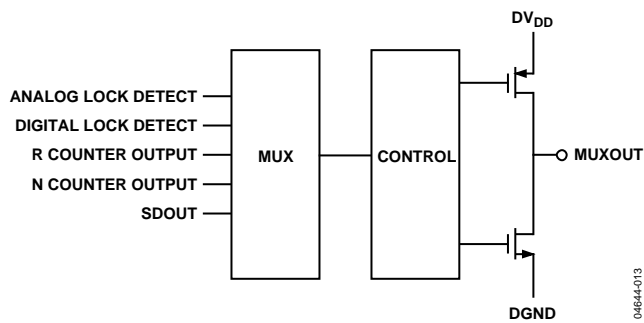 DVDD
ANALOG LOCK DETECT
DIGITAL LOCK DETECT
R COUNTER OUTPUT
N COUNTER OUTPUT
SDOUT
MUX
CONTROL
MUXOUT
DGND
04644-013